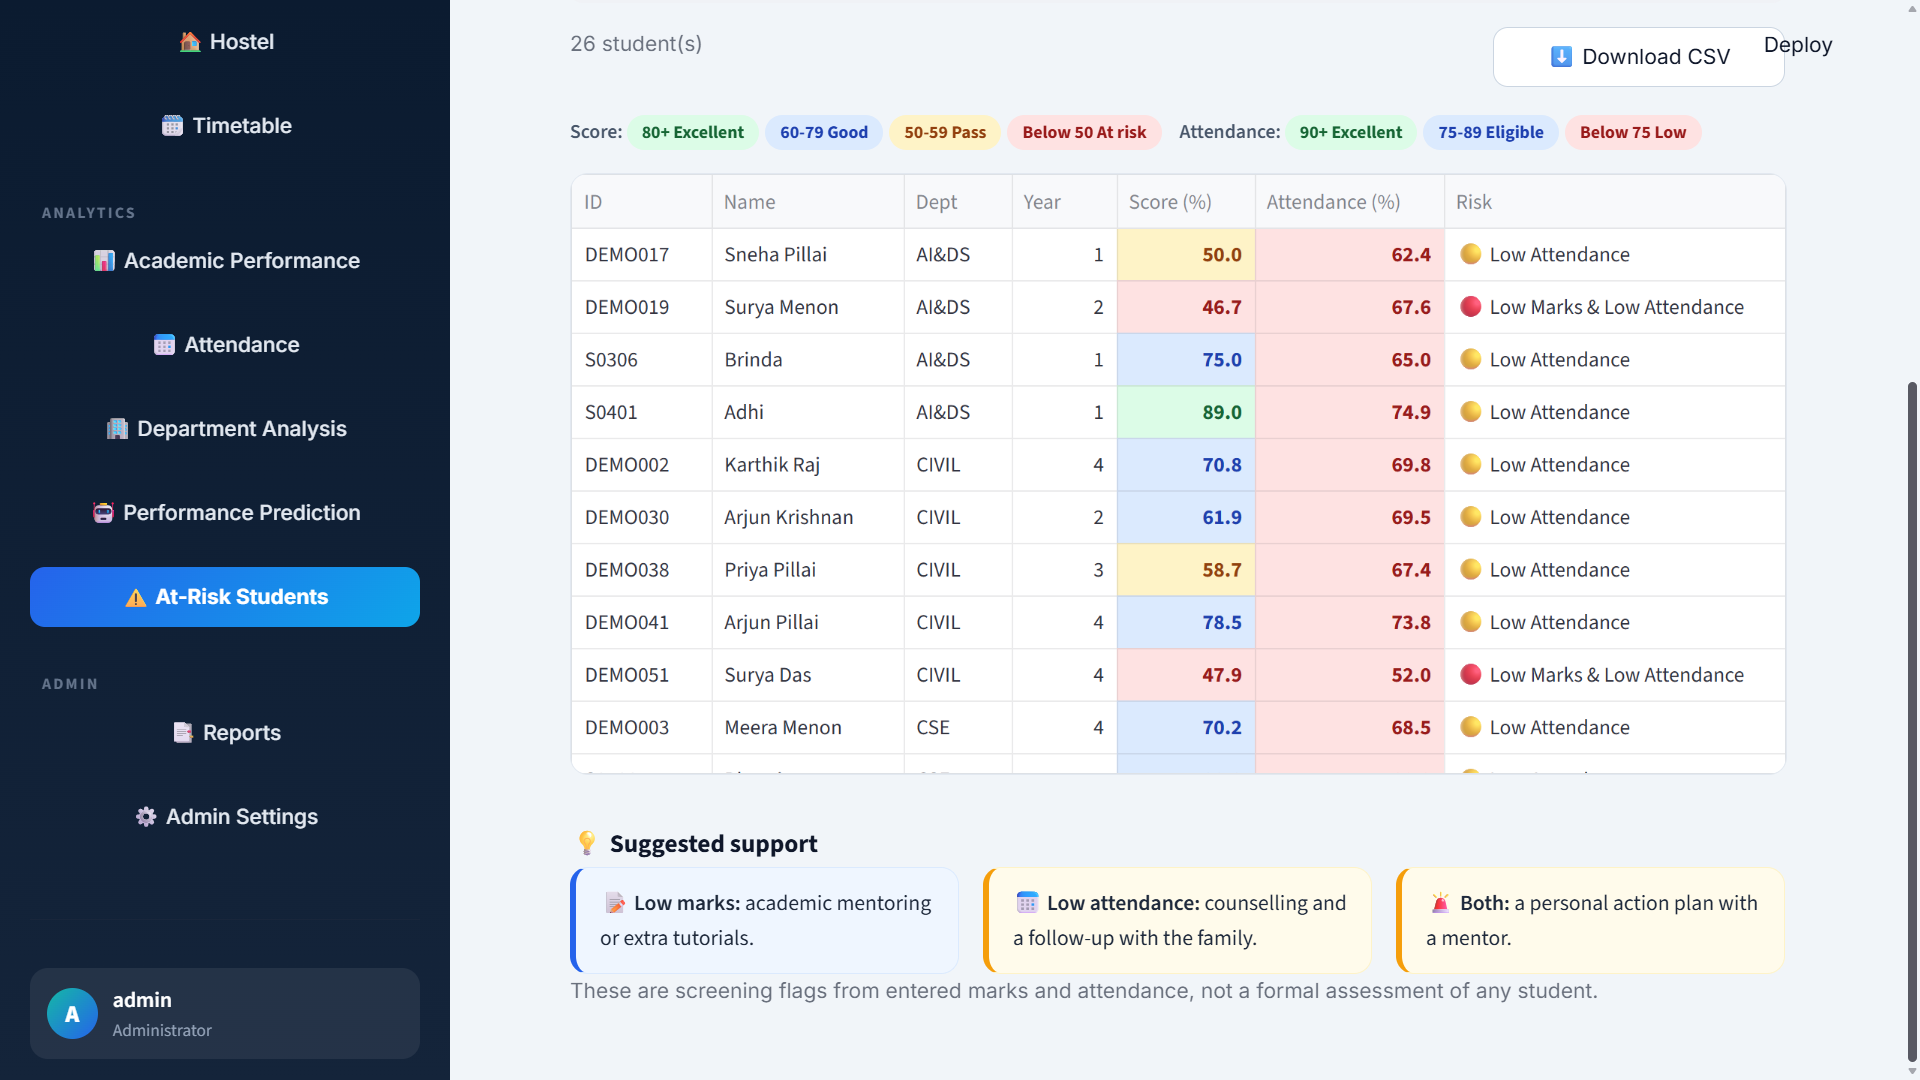 Hostel
Timetable
ANALYTICS
Academic Performance
Attendance
Department Analysis
Performance Prediction
At-Risk Students
ADMIN
Reports
Admin Settings
A
admin
Administrator
26 student(s)
Download CSV
Deploy
Score: 80+ Excellent 60-79 Good 50-59 Pass Below 50 At risk Attendance: 90+ Excellent 75-89 Eligible Below 75 Low
ID Name Dept Year Score (%) Attendance (%) Risk
DEMO017 Sneha Pillai AI&DS 1 50.0 62.4 Low Attendance
DEMO019 Surya Menon AI&DS 2 46.7 67.6 Low Marks & Low Attendance
S0306 Brinda AI&DS 1 75.0 65.0 Low Attendance
S0401 Adhi AI&DS 1 89.0 74.9 Low Attendance
DEMO002 Karthik Raj CIVIL 4 70.8 69.8 Low Attendance
DEMO030 Arjun Krishnan CIVIL 2 61.9 69.5 Low Attendance
DEMO038 Priya Pillai CIVIL 3 58.7 67.4 Low Attendance
DEMO041 Arjun Pillai CIVIL 4 78.5 73.8 Low Attendance
DEMO051 Surya Das CIVIL 4 47.9 52.0 Low Marks & Low Attendance
DEMO003 Meera Menon CSE 4 70.2 68.5 Low Attendance
Suggested support
Low marks: academic mentoring
or extra tutorials.
Low attendance: counselling and
a follow-up with the family.
Both: a personal action plan with
a mentor.
These are screening flags from entered marks and attendance, not a formal assessment of any student.